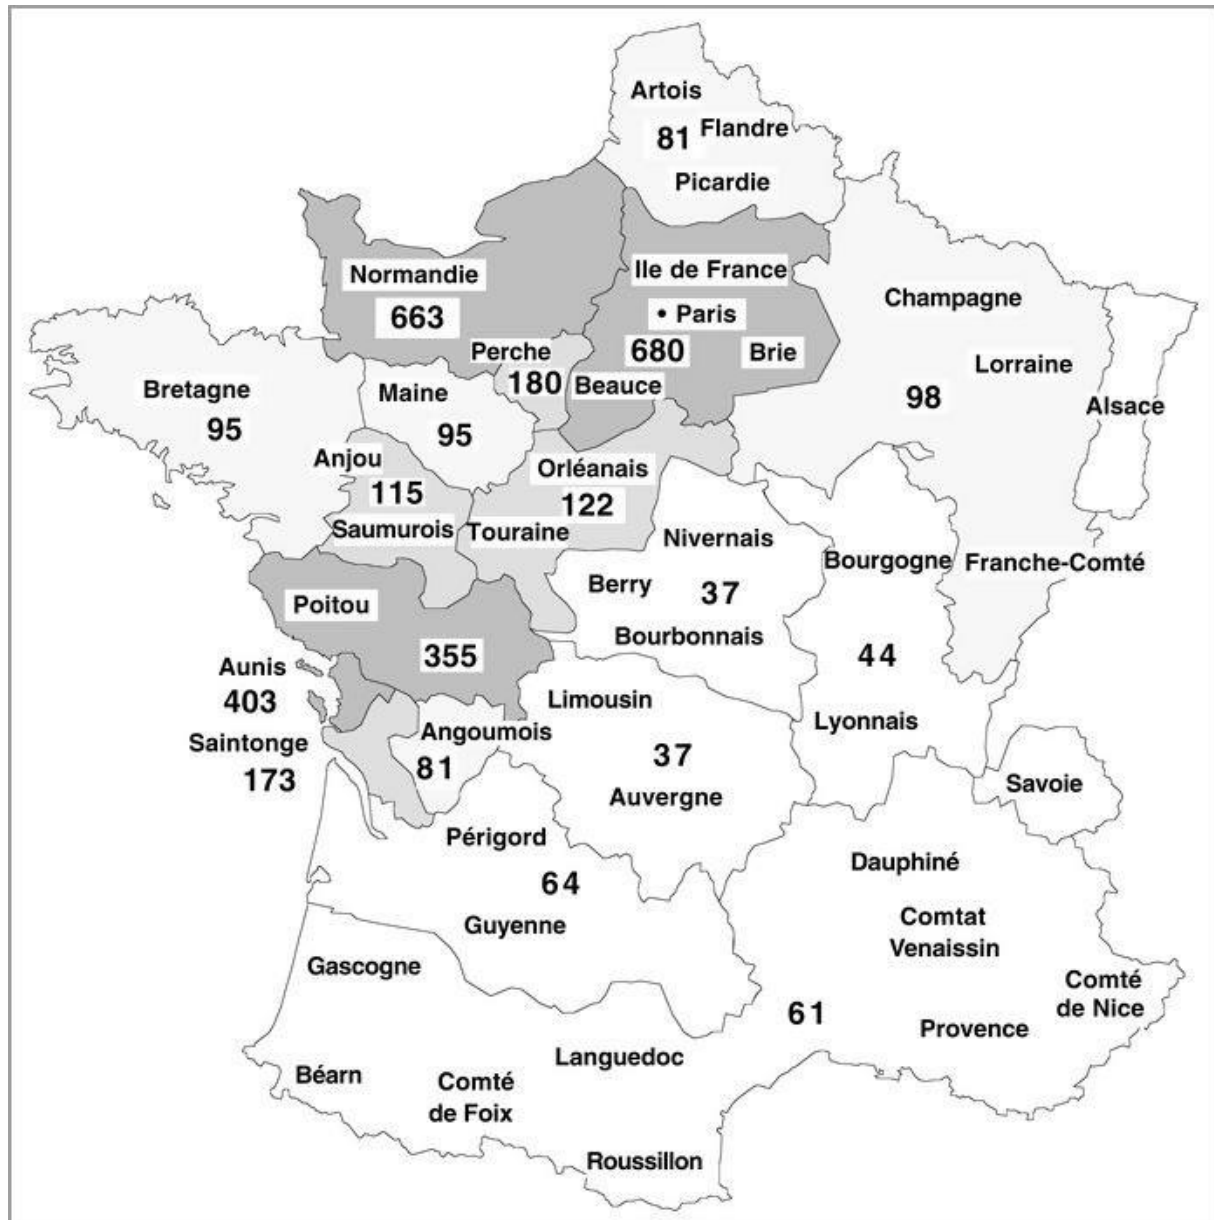 Artois
81 Flandre
Picardie
Normandie
663
Ile de France
• Paris
680
Brie
Beauce
Perche
180
Champagne
Lorraine
98
Alsace
Bretagne
95
Maine
95
Anjou
115
Saumurois
Orléanais
122
Touraine
Nivernais
Berry
37
Bourbonnais
Bourgogne
Franche-Comté
44
Lyonnais
Poitou
355
Aunis
403
Saintonge
173
Angoumois
81
Limousin
37
Auvergne
Savoie
Périgord
64
Guyenne
Dauphiné
Comtat
Venaissin
Comté
de Nice
61
Provence
Gascogne
Languedoc
Béarn
Comté
de Foix
Roussillon